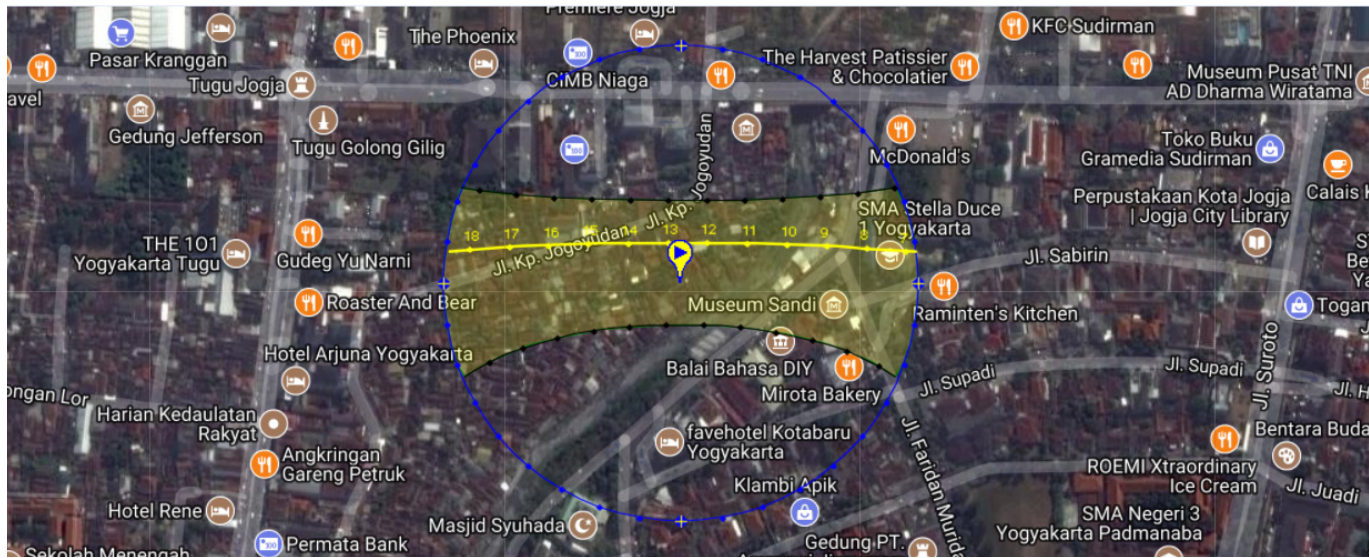 Premiere Jogja
KFC Sudirman
The Phoenix
Pasar Kranggan
The Harvest Patissier
& Chocolatier
CIMB Niaga
Museum Pusat TNI
AD Dharma Wiratama
Tugu Jogja
avel
Gedung Jefferson
Tugu Golong Gilig
Jl. Kp. Jogoyudan
McDonald's
Toko Buku
Gramedia Sudirman
Calais
Perpustakaan Kota Jogja
| Jogja City Library
SMA Stella Duce
1 Yogyakarta
18
17
16
15
14
13
12
11
10
9
8
7
THE 1O1
Yogyakarta Tugu
Gudeg Yu Narni
Jl. Kp. Jogoyudan
Jl. Sabirin
Roaster And Bear
Museum Sandi
Raminten's Kitchen
Togan
Hotel Arjuna Yogyakarta
Balai Bahasa DIY
Mirota Bakery
Jl. Supadi
Jl. Supadi
Jl. Suroto
Jl. H
ongan Lor
Harian Kedaulatan
Rakyat
favehotel Kotabaru
Yogyakarta
Jl. Faridan Murida
Bentara Buda
Angkringan
Gareng Petruk
Klambi Apik
ROEMI Xtraordinary
Ice Cream
Jl. Juadi
Hotel Rene
Masjid Syuhada
SMA Negeri 3
Yogyakarta Padmanaba
Permata Bank
Gedung PT.
Sekolah Menengah